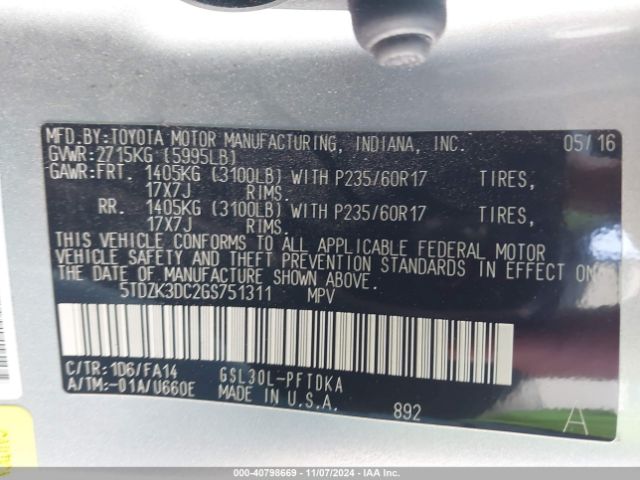 MFD.BY:TOYOTA MOTOR MANUFACTURING, INDIANA, INC. 05/16
GVWR:2715KG (5995LB)
GAWR:FRT. 1405KG (3100LB) WITH P235/60R17 TIRES,
17X7J RIMS.
RR. 1405KG (3100LB) WITH P235/60R17 TIRES,
17X7J RIMS.
THIS VEHICLE CONFORMS TO ALL APPLICABLE FEDERAL MOTOR
VEHICLE SAFETY AND THEFT PREVENTION STANDARDS IN EFFECT ON
THE DATE OF MANUFACTURE SHOWN ABOVE.
5TDZK3DC2GS751311 MPV
C/TR:1D6/FA14 GSL30L-PFTDKA
A/TM:-01A/U660E MADE IN U.S.A. 892 A
000-40798669 - 11/07/2024 - IAA Inc.